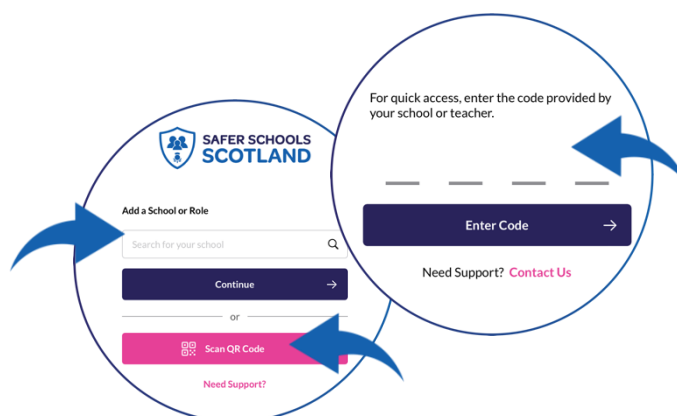 SAFER SCHOOLS
SCOTLAND
Add a School or Role
Search for your school
Continue
or
Scan QR Code
Need Support?
For quick access, enter the code provided by
your school or teacher.
Enter Code
Need Support? Contact Us